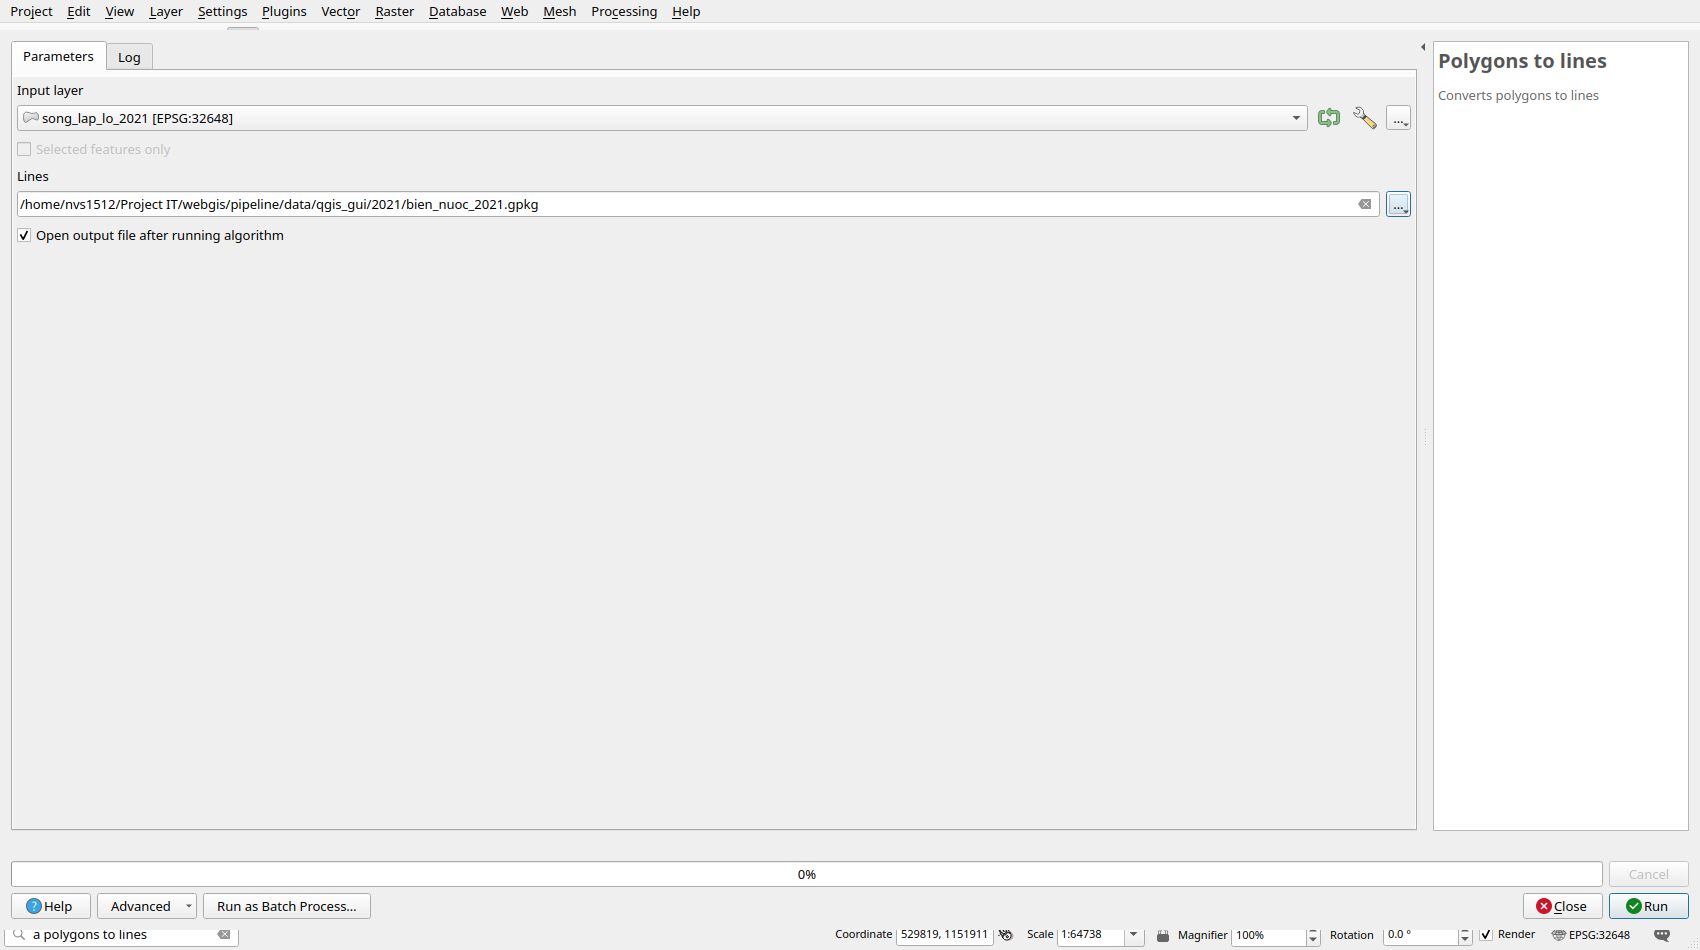 Project Edit View Layer Settings Plugins Vector Raster Database Web Mesh Processing Help
Parameters Log
Input layer
song_lap_lo_2021 [EPSG:32648]
...
Selected features only
Lines
/home/nvs1512/Project IT/webgis/pipeline/data/qgis_gui/2021/bien_nuoc_2021.gpkg
...
Open output file after running algorithm
Polygons to lines
Converts polygons to lines
0%
Cancel
Help Advanced Run as Batch Process... Close Run
a polygons to lines Coordinate 529819, 1151911 Scale 1:64738 Magnifier 100% Rotation 0.0 ° Render EPSG:32648